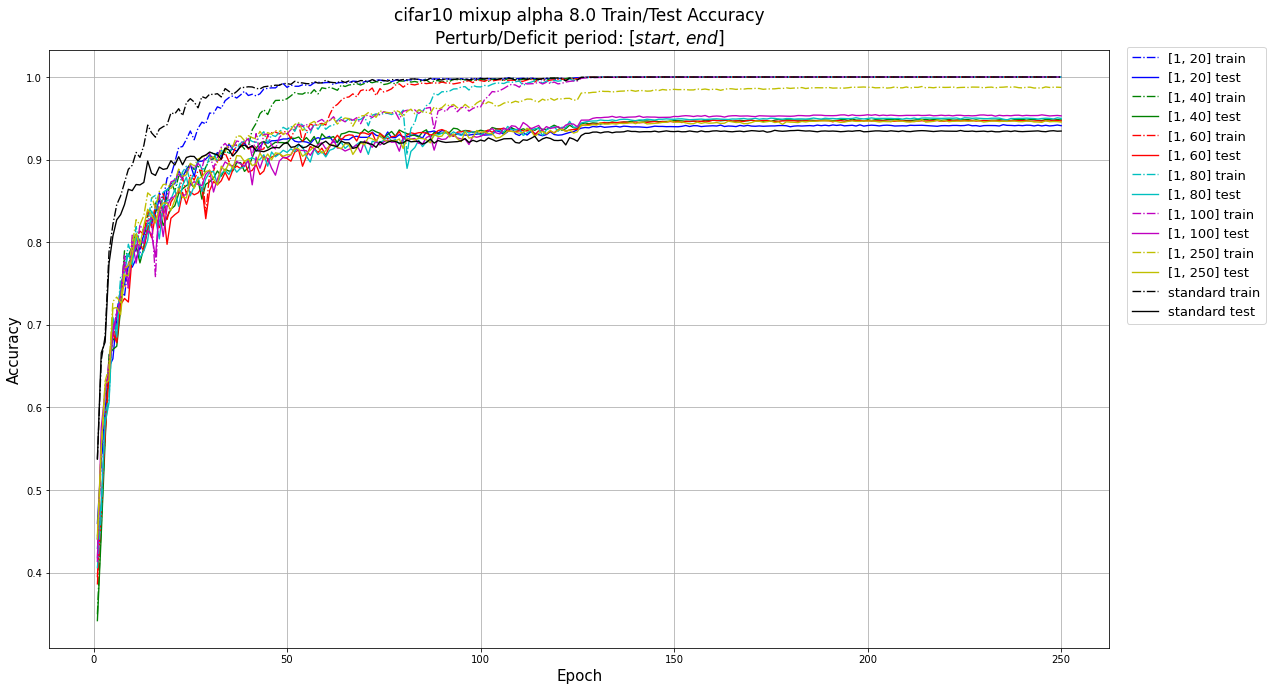 cifar10 mixup alpha 8.0 Train/Test Accuracy
Perturb/Deficit period: [start, end]
1.0
0.9
0.8
0.7
0.6
0.5
0.4
Accuracy
0
50
100
150
200
250
Epoch
[1, 20] train
[1, 20] test
[1, 40] train
[1, 40] test
[1, 60] train
[1, 60] test
[1, 80] train
[1, 80] test
[1, 100] train
[1, 100] test
[1, 250] train
[1, 250] test
standard train
standard test